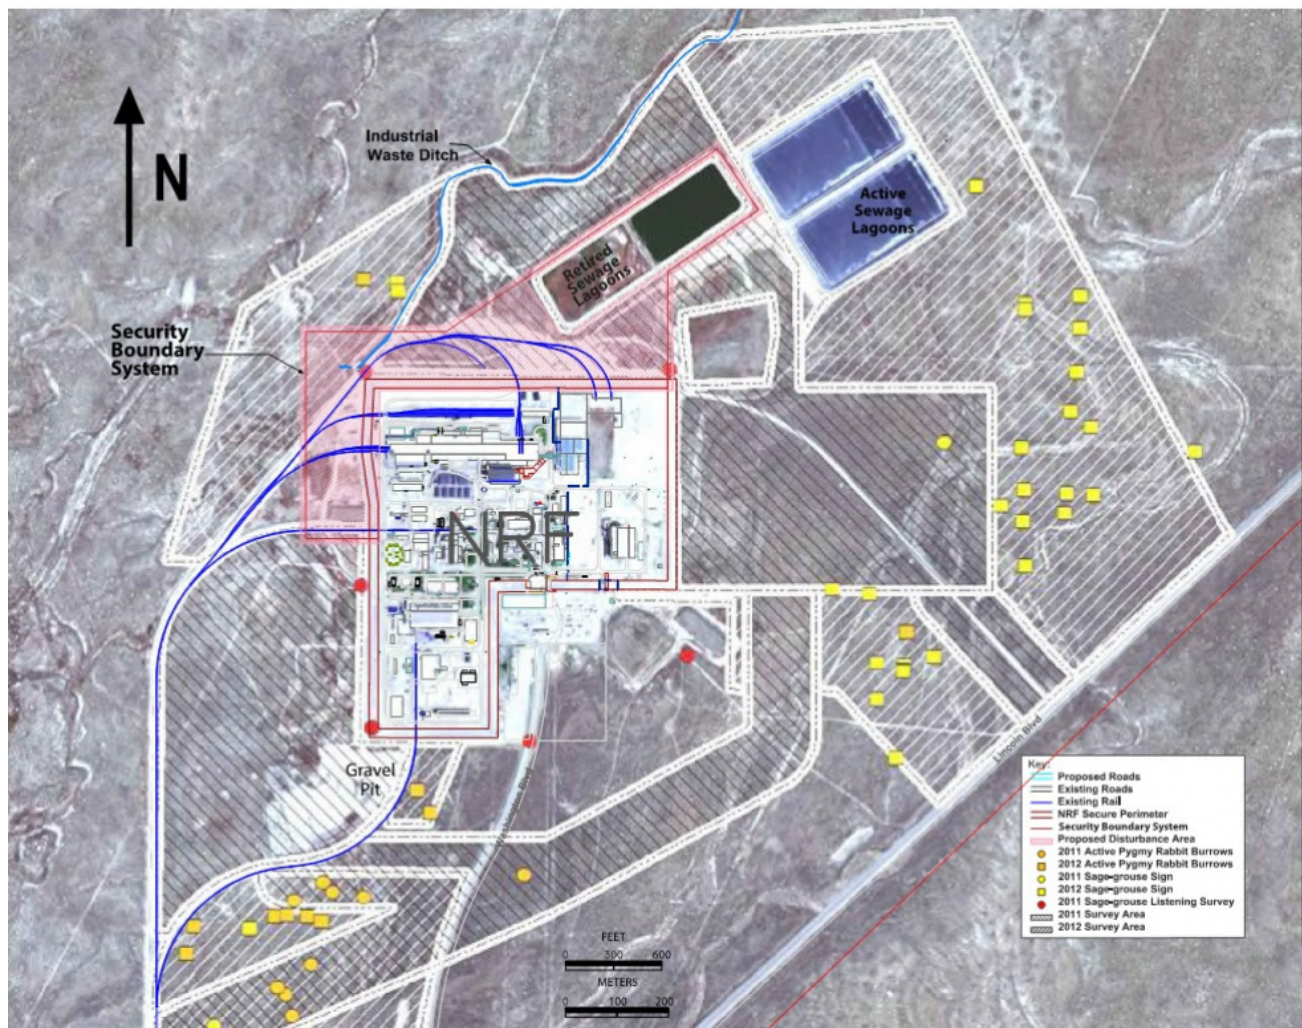 Industrial
Waste Ditch
N
Active
Sewage
Lagoons
Retired
Sewage
Lagoons
Security
Boundary
System
NRF
Gravel
Pit
Lincoln Blvd
Key:
Proposed Roads
Existing Roads
Existing Rail
NRF Secure Perimeter
Security Boundary System
Proposed Disturbance Area
2011 Active Pygmy Rabbit Burrows
2012 Active Pygmy Rabbit Burrows
2011 Sage-grouse Sign
2012 Sage-grouse Sign
2011 Sage-grouse Listening Survey
2011 Survey Area
2012 Survey Area
FEET
0 300 600
METERS
0 100 200